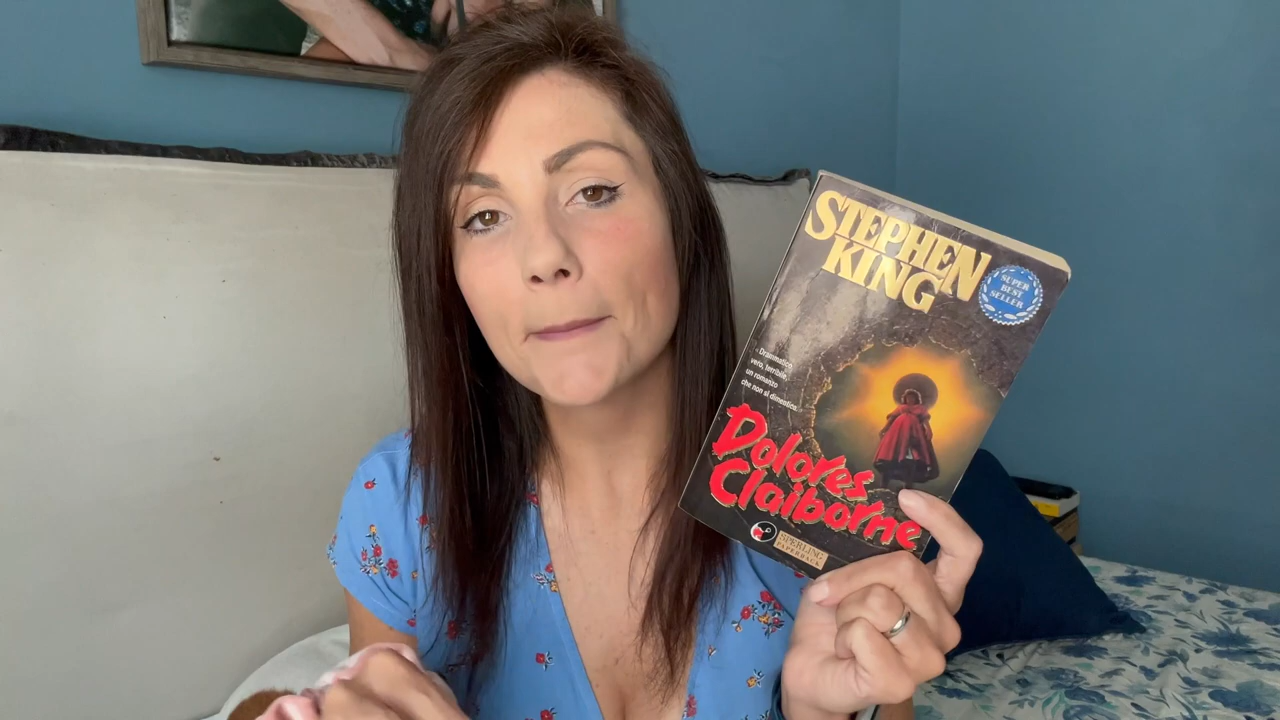 STEPHEN
KING
SUPER
BEST
SELLER
« Drammatico,
vero, terribile,
un romanzo
che non si dimentica
Dolores
Claiborne
SPERLING
PAPERBACK